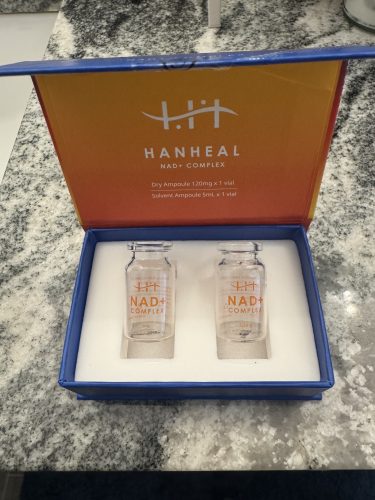 HANHEAL
NAD+ COMPLEX
Dry Ampoule 120mg x 1 vial
Solvent Ampoule 5mL x 1 vial
NAD+
COMPLEX
NAD+
COMPLEX